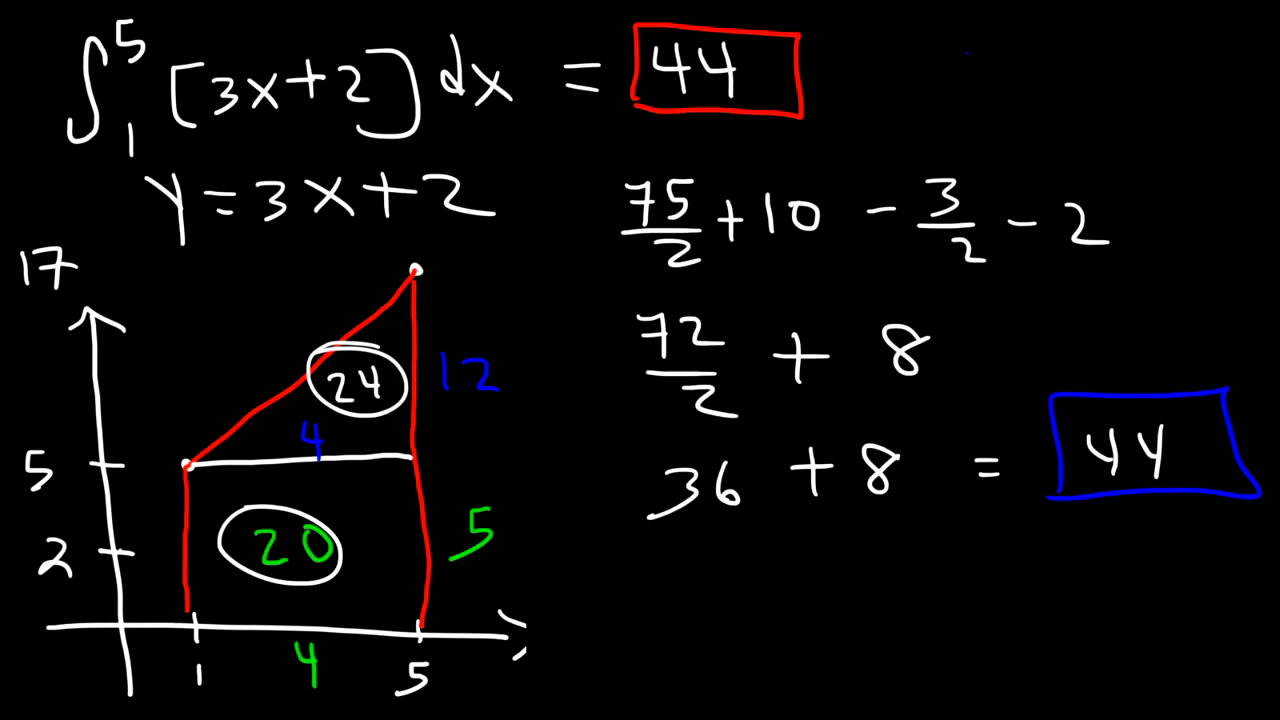 ∫₁⁵ [3x+2] dx = 44
y = 3x+2
75/2 + 10 - 3/2 - 2
72/2 + 8
36 + 8 = 44
17
24
12
4
5
20
5
2
1
4
5